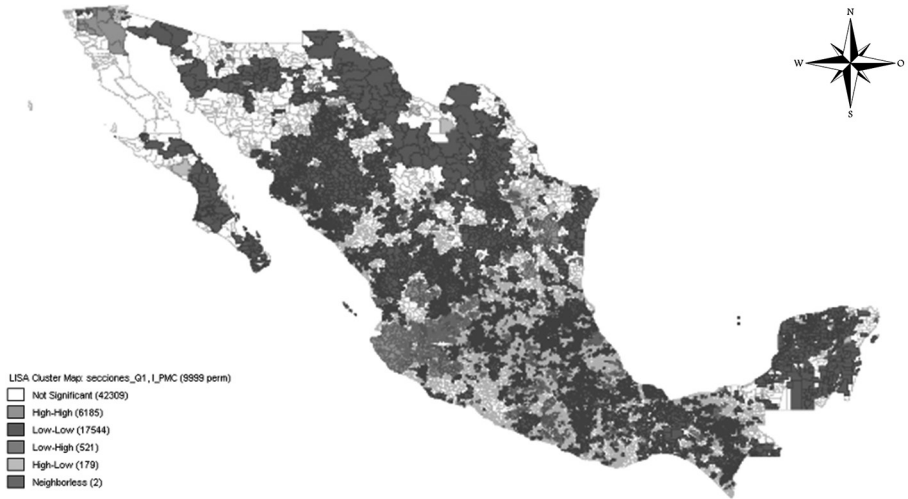 N
W O
S
LISA Cluster Map: secciones_Q1, I_PMC (9999 perm)
Not Significant (42309)
High-High (6185)
Low-Low (17544)
Low-High (521)
High-Low (179)
Neighborless (2)